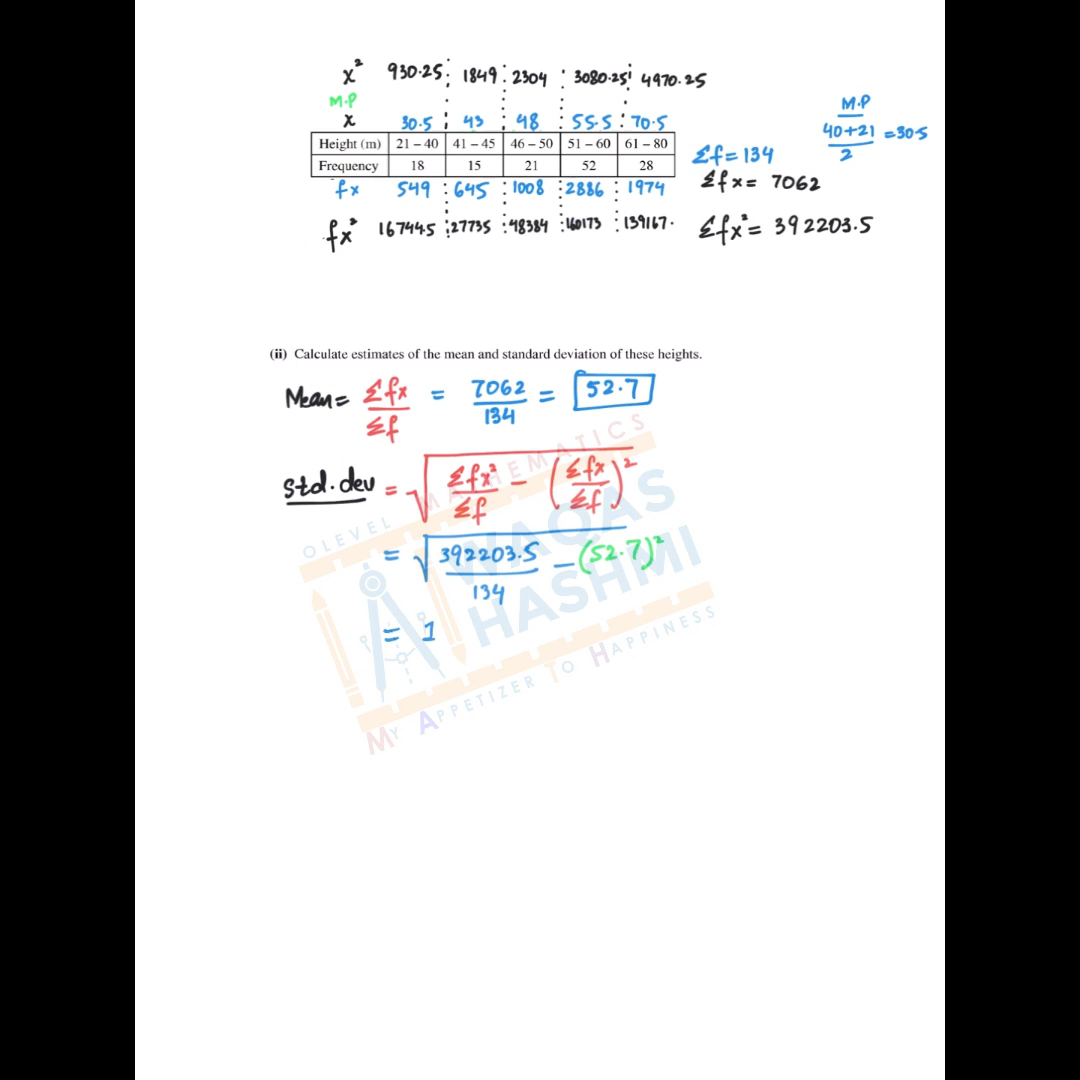 x² 930.25 1849 2304 3080.25 4970.25
M.P
x 30.5 43 48 55.5 70.5
M.P
40+21 = 30.5
2
Height (m) 21 – 40 41 – 45 46 – 50 51 – 60 61 – 80
Frequency 18 15 21 52 28
Σf = 134
fx 549 645 1008 2886 1974
Σfx = 7062
fx² 16744.5 27735 48384 160173 139167.
Σfx² = 392203.5
(ii) Calculate estimates of the mean and standard deviation of these heights.
Mean = Σfx / Σf = 7062 / 134 = 52.7
Std. dev = √ Σfx² / Σf – (Σfx / Σf)²
= √ 392203.5 / 134 – (52.7)²
= 1
OLEVEL MATHEMATICS
WAQAS
HASHMI
MY APPETIZER TO HAPPINESS